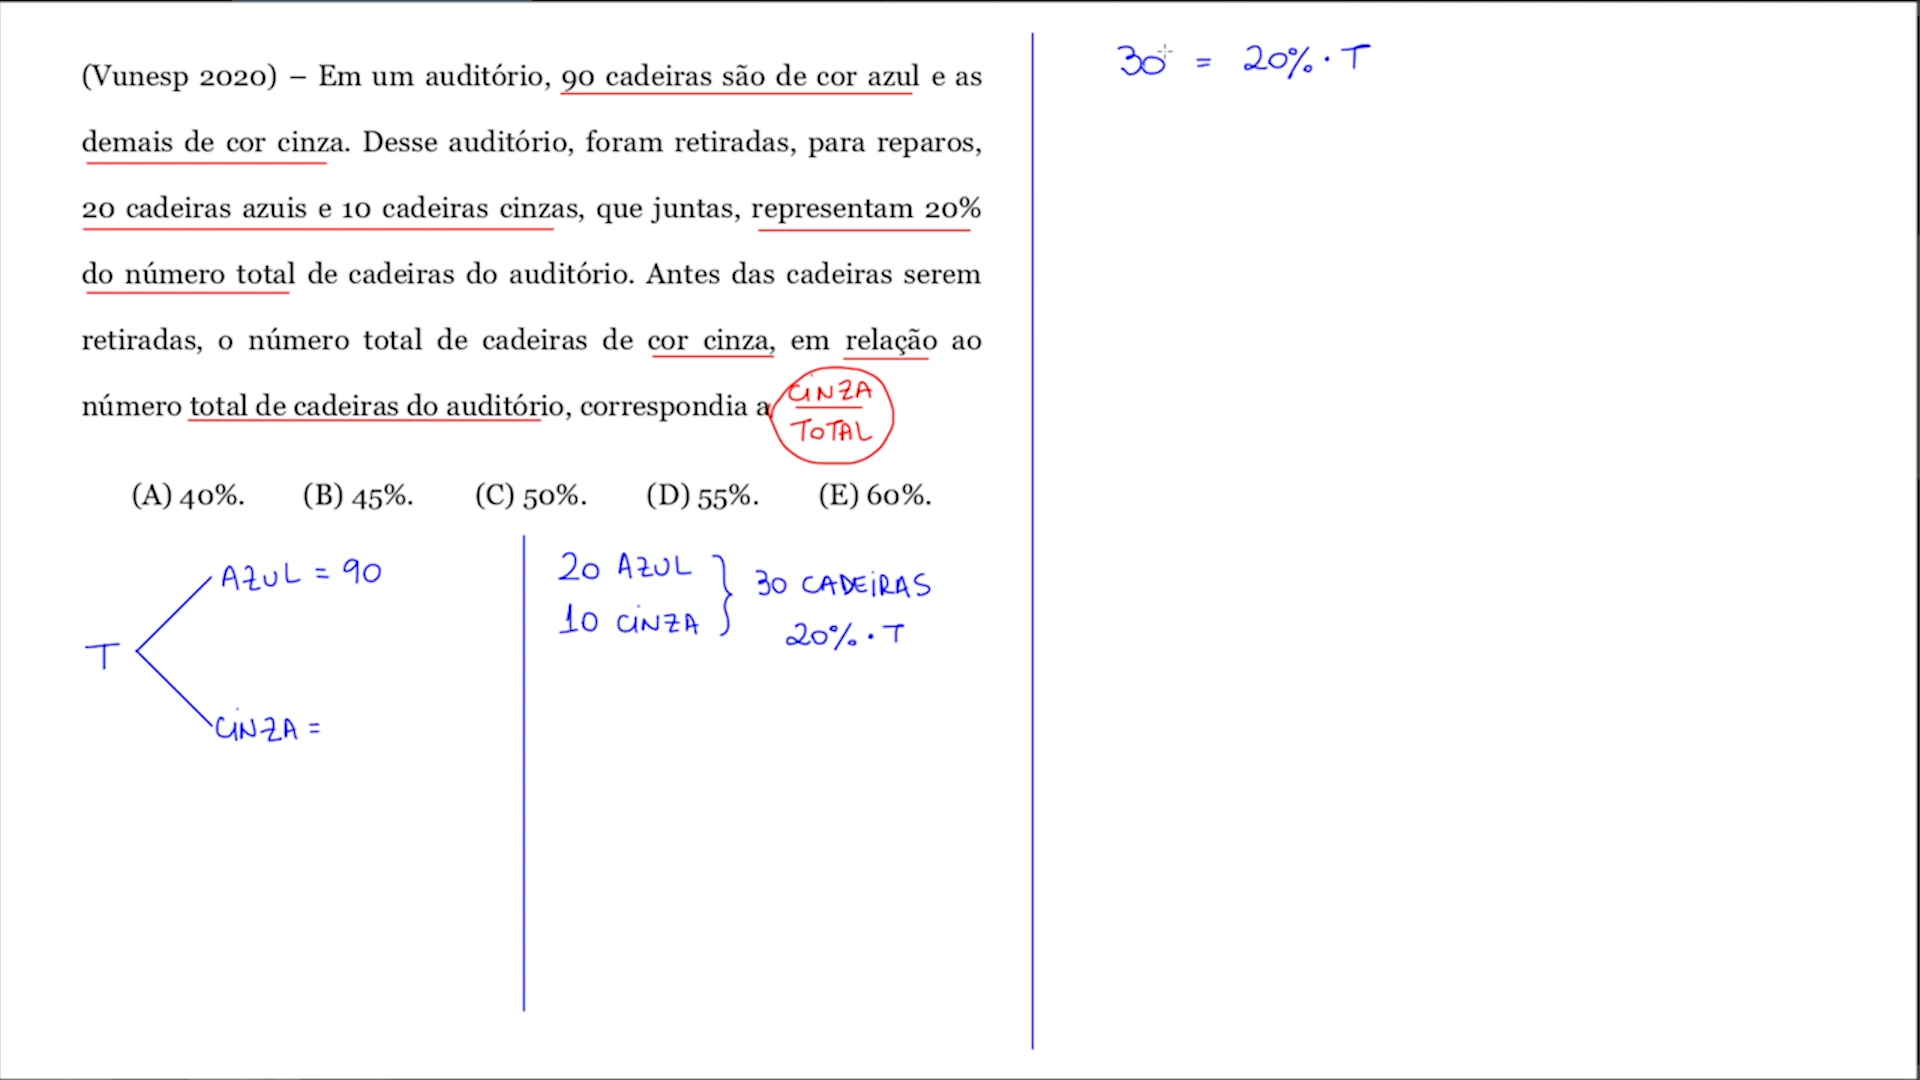 (Vunesp 2020) – Em um auditório, 90 cadeiras são de cor azul e as
demais de cor cinza. Desse auditório, foram retiradas, para reparos,
20 cadeiras azuis e 10 cadeiras cinzas, que juntas, representam 20%
do número total de cadeiras do auditório. Antes das cadeiras serem
retiradas, o número total de cadeiras de cor cinza, em relação ao
número total de cadeiras do auditório, correspondia a
CINZA
TOTAL
(A) 40%. (B) 45%. (C) 50%. (D) 55%. (E) 60%.
AZUL = 90
T
CINZA =
20 AZUL
10 CINZA
30 CADEIRAS
20% · T
30 = 20% · T